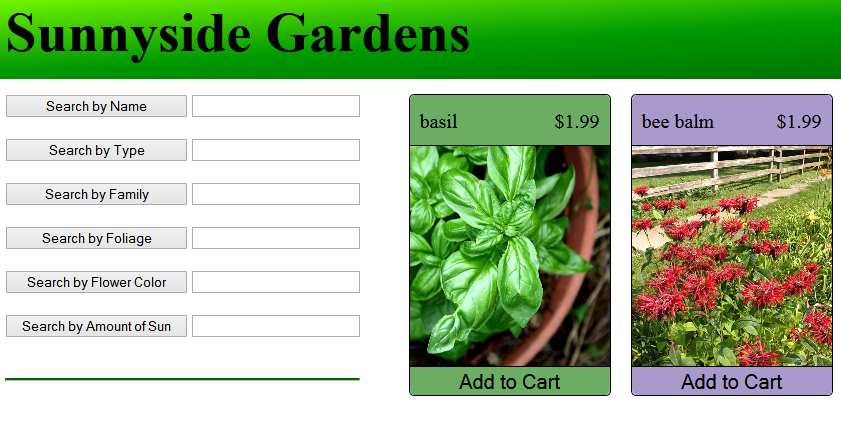 Sunnyside Gardens
Search by Name
Search by Type
Search by Family
Search by Foliage
Search by Flower Color
Search by Amount of Sun
basil $1.99
Add to Cart
bee balm $1.99
Add to Cart